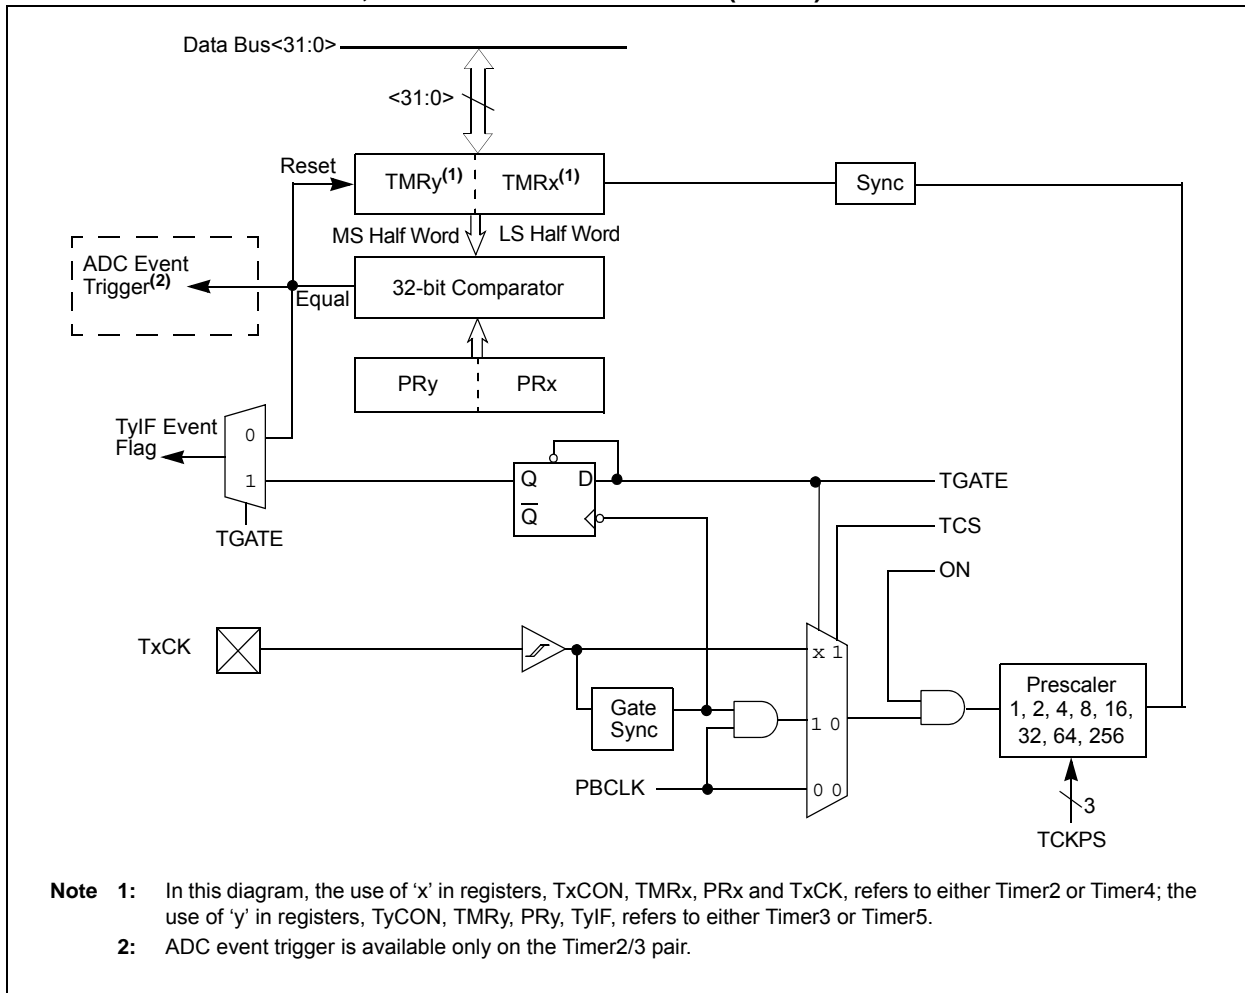 Data Bus<31:0>
<31:0>
Reset
TMRy(1) TMRx(1)
Sync
MS Half Word LS Half Word
ADC Event
Trigger(2)
Equal
32-bit Comparator
PRy PRx
TyIF Event
Flag
0
1
TGATE
Q D
Q
TGATE
TCS
ON
TxCK
x 1
Gate
Sync
1 0
Prescaler
1, 2, 4, 8, 16,
32, 64, 256
PBCLK
0 0
3
TCKPS
Note 1: In this diagram, the use of ‘x’ in registers, TxCON, TMRx, PRx and TxCK, refers to either Timer2 or Timer4; the
use of ‘y’ in registers, TyCON, TMRy, PRy, TyIF, refers to either Timer3 or Timer5.
2: ADC event trigger is available only on the Timer2/3 pair.